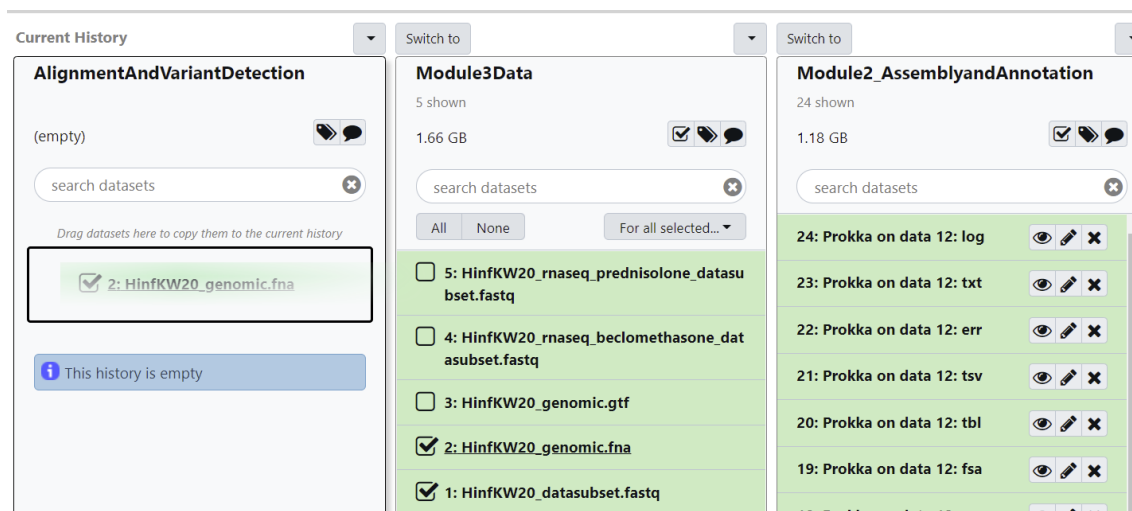 Current History
AlignmentAndVariantDetection
(empty)
search datasets
Drag datasets here to copy them to the current history
2: HinfKW20_genomic.fna
This history is empty
Switch to
Module3Data
5 shown
1.66 GB
search datasets
All None For all selected...
5: HinfKW20_rnaseq_prednisolone_datasu
bset.fastq
4: HinfKW20_rnaseq_beclomethasone_dat
asubset.fastq
3: HinfKW20_genomic.gtf
2: HinfKW20_genomic.fna
1: HinfKW20_datasubset.fastq
Switch to
Module2_AssemblyandAnnotation
24 shown
1.18 GB
search datasets
24: Prokka on data 12: log
23: Prokka on data 12: txt
22: Prokka on data 12: err
21: Prokka on data 12: tsv
20: Prokka on data 12: tbl
19: Prokka on data 12: fsa